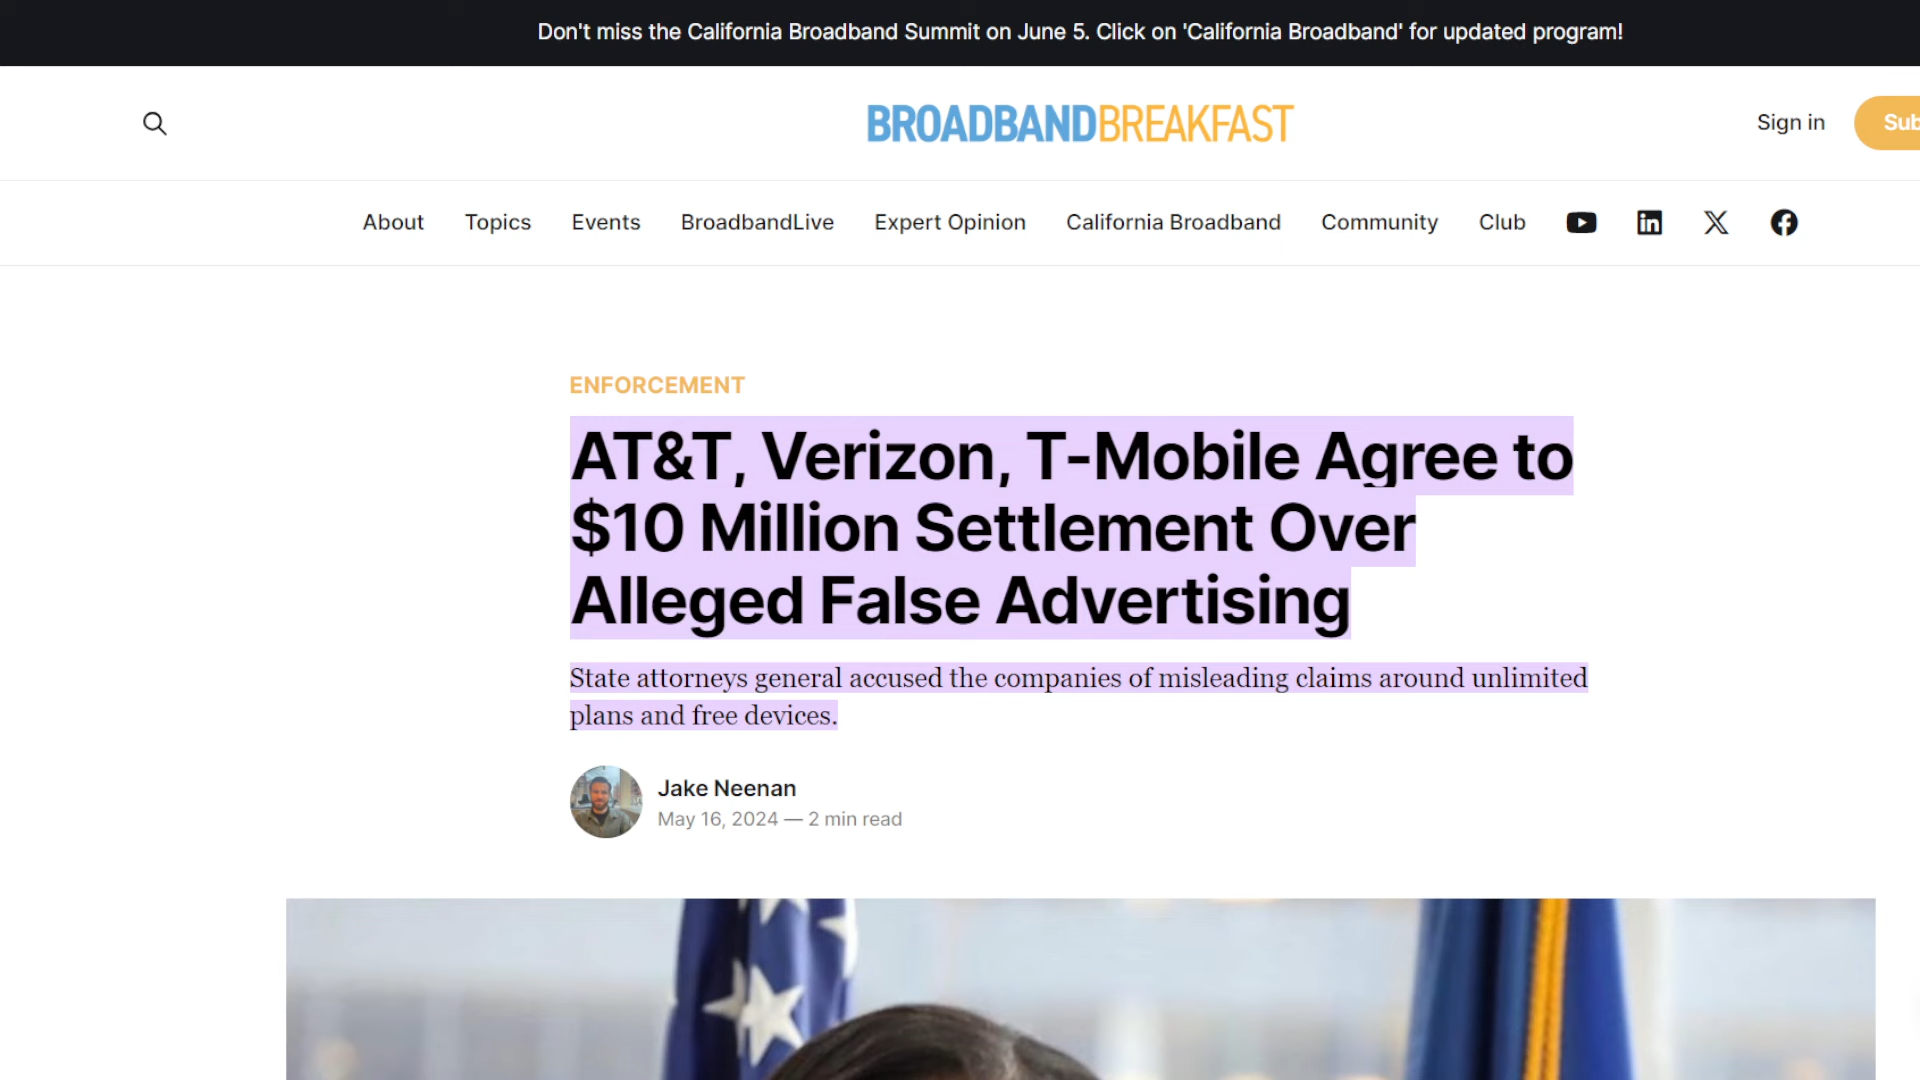 Don't miss the California Broadband Summit on June 5. Click on 'California Broadband' for updated program!
BROADBANDBREAKFAST
Sign in
Sub
About Topics Events BroadbandLive Expert Opinion California Broadband Community Club
ENFORCEMENT
AT&T, Verizon, T-Mobile Agree to
$10 Million Settlement Over
Alleged False Advertising
State attorneys general accused the companies of misleading claims around unlimited
plans and free devices.
Jake Neenan
May 16, 2024 — 2 min read